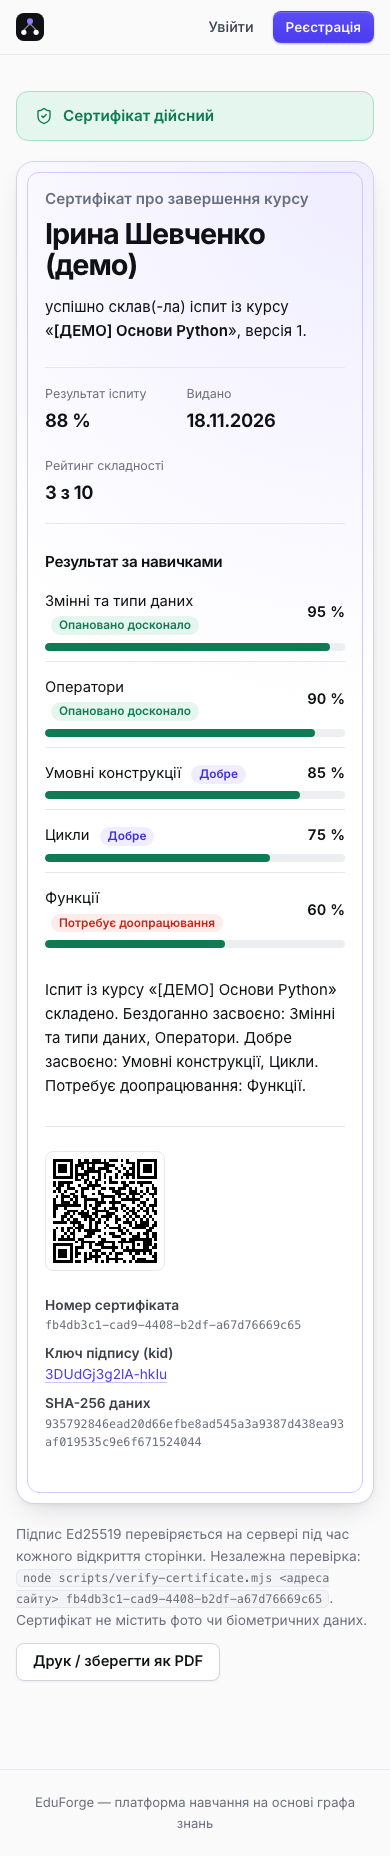 Увійти
Реєстрація
Сертифікат дійсний
Сертифікат про завершення курсу
Ірина Шевченко
(демо)
успішно склав(-ла) іспит із курсу
«[ДЕМО] Основи Python», версія 1.
Результат іспиту
Видано
88 %
18.11.2026
Рейтинг складності
3 з 10
Результат за навичками
Змінні та типи даних
Опановано досконало
95 %
Оператори
Опановано досконало
90 %
Умовні конструкції Добре 85 %
Цикли Добре 75 %
Функції
Потребує доопрацювання
60 %
Іспит із курсу «[ДЕМО] Основи Python»
складено. Бездоганно засвоєно: Змінні
та типи даних, Оператори. Добре
засвоєно: Умовні конструкції, Цикли.
Потребує доопрацювання: Функції.
Номер сертифіката
fb4db3c1-cad9-4408-b2df-a67d76669c65
Ключ підпису (kid)
3DUdGj3g2lA-hklu
SHA-256 даних
935792846ead20d66efbe8ad545a3a9387d438ea93
af019535c9e6f671524044
Підпис Ed25519 перевіряється на сервері під час
кожного відкриття сторінки. Незалежна перевірка:
node scripts/verify-certificate.mjs <адреса
сайту> fb4db3c1-cad9-4408-b2df-a67d76669c65.
Сертифікат не містить фото чи біометричних даних.
Друк / зберегти як PDF
EduForge — платформа навчання на основі графа
знань